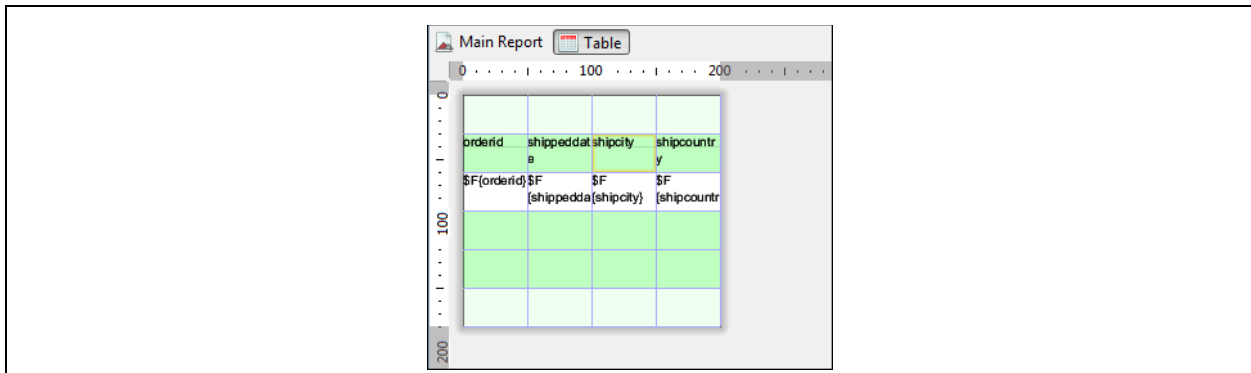 Main Report Table
0 100 200
0
orderid shippeddat shipcity shipcountr
e y
$F{orderid} $F $F $F
{shippedda {shipcity} {shipcountr
100
200